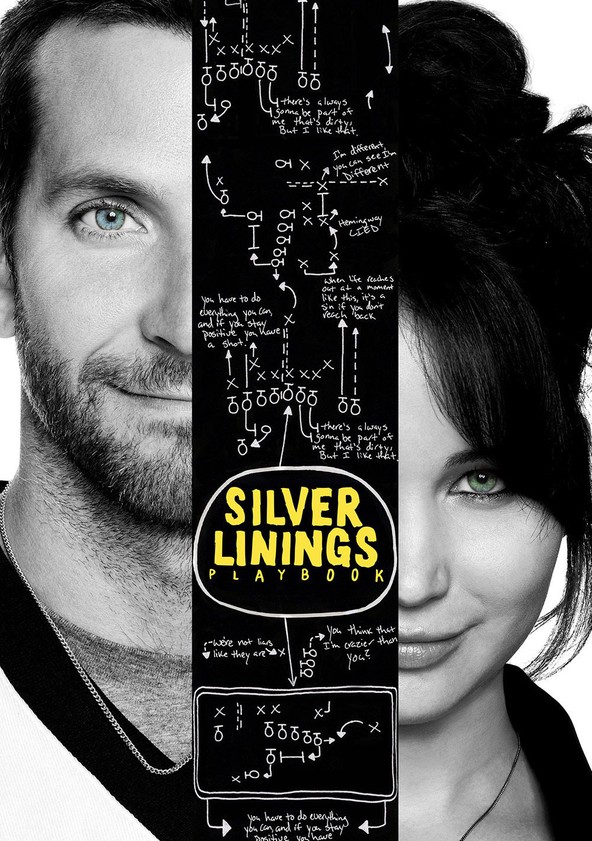 there's always
gonna be part of
me that's dirty,
But I like that.
I'm different,
you can see I'm
Different
Hemingway
LIED
when life reaches
out at a moment
like this, it's a
sin if you don't
reach back
you have to do
everything you can,
and if you stay
positive you have
a shot.
there's always
gonna be part of
me that's dirty,
But I like that.
SILVER
LININGS
PLAYBOOK
we're not liars
like they are
You think that
I'm crazier than
you?
you have to do everything
you can, and if you stay
positive you have